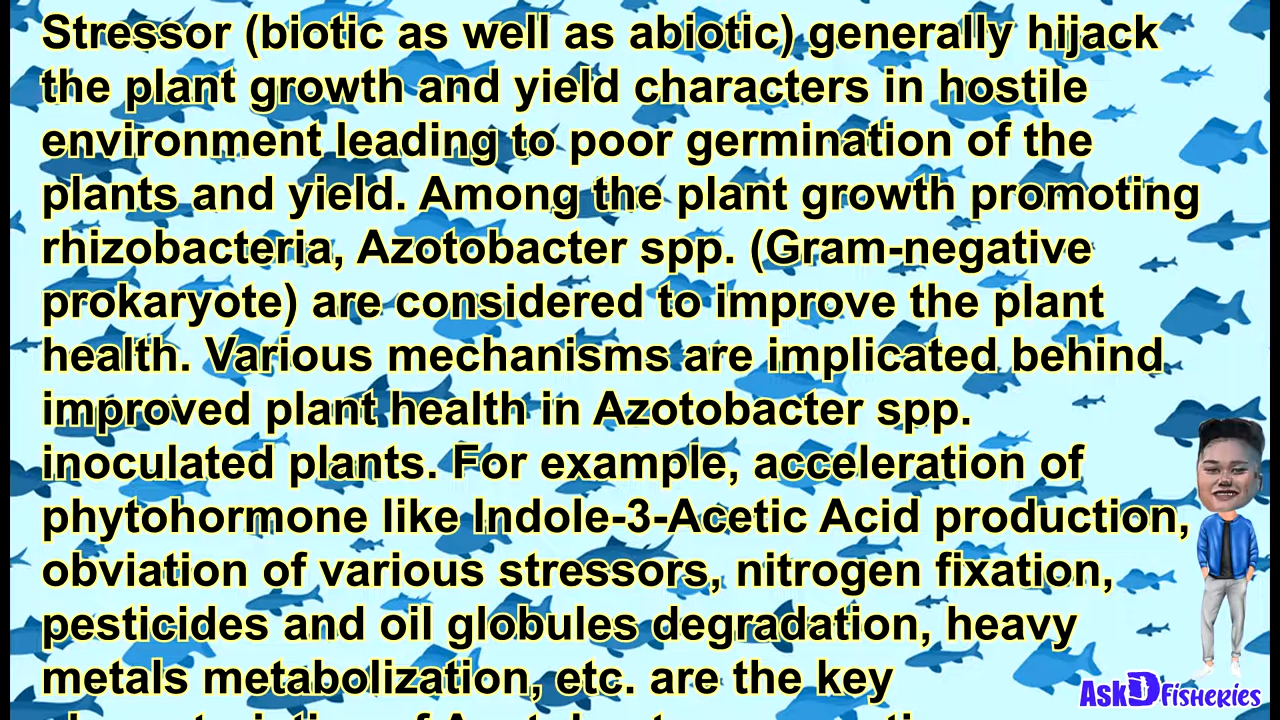 Stressor (biotic as well as abiotic) generally hijack
the plant growth and yield characters in hostile
environment leading to poor germination of the
plants and yield. Among the plant growth promoting
rhizobacteria, Azotobacter spp. (Gram-negative
prokaryote) are considered to improve the plant
health. Various mechanisms are implicated behind
improved plant health in Azotobacter spp.
inoculated plants. For example, acceleration of
phytohormone like Indole-3-Acetic Acid production,
obviation of various stressors, nitrogen fixation,
pesticides and oil globules degradation, heavy
metals metabolization, etc. are the key
AskDFisheries